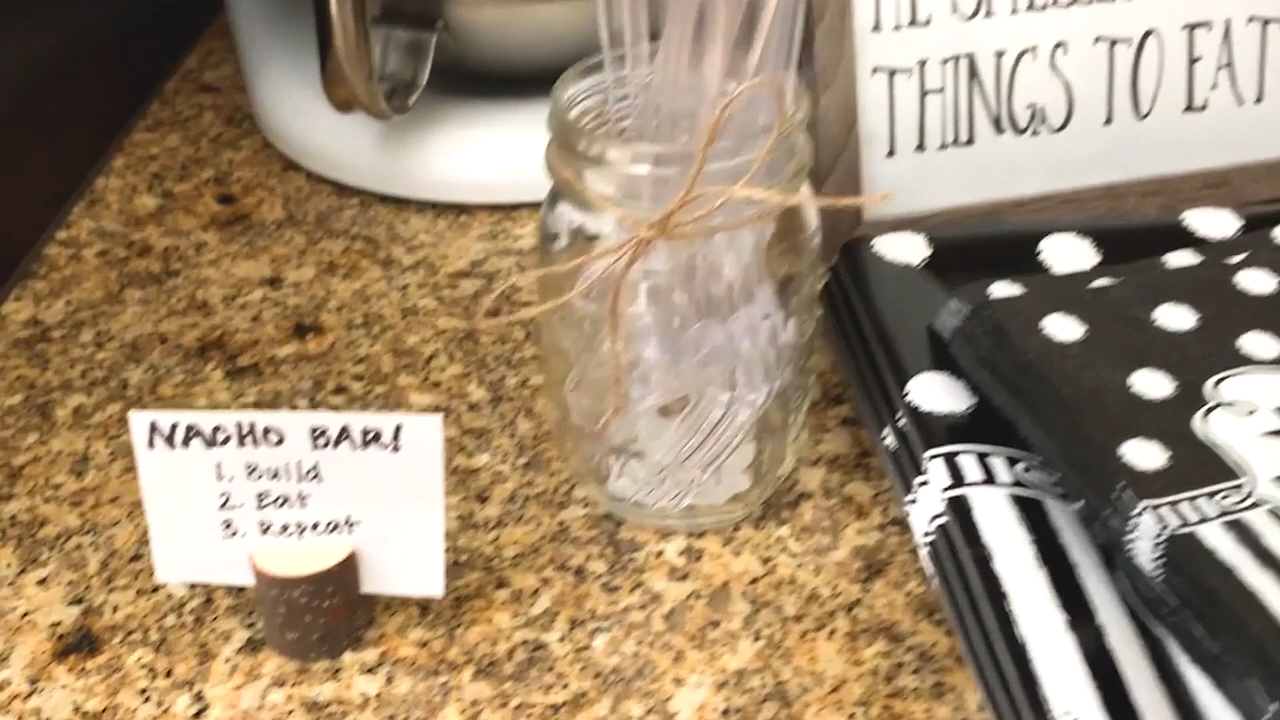 THINGS TO EAT
NACHO BAR!
1. Build
2. Eat
3. Repeat